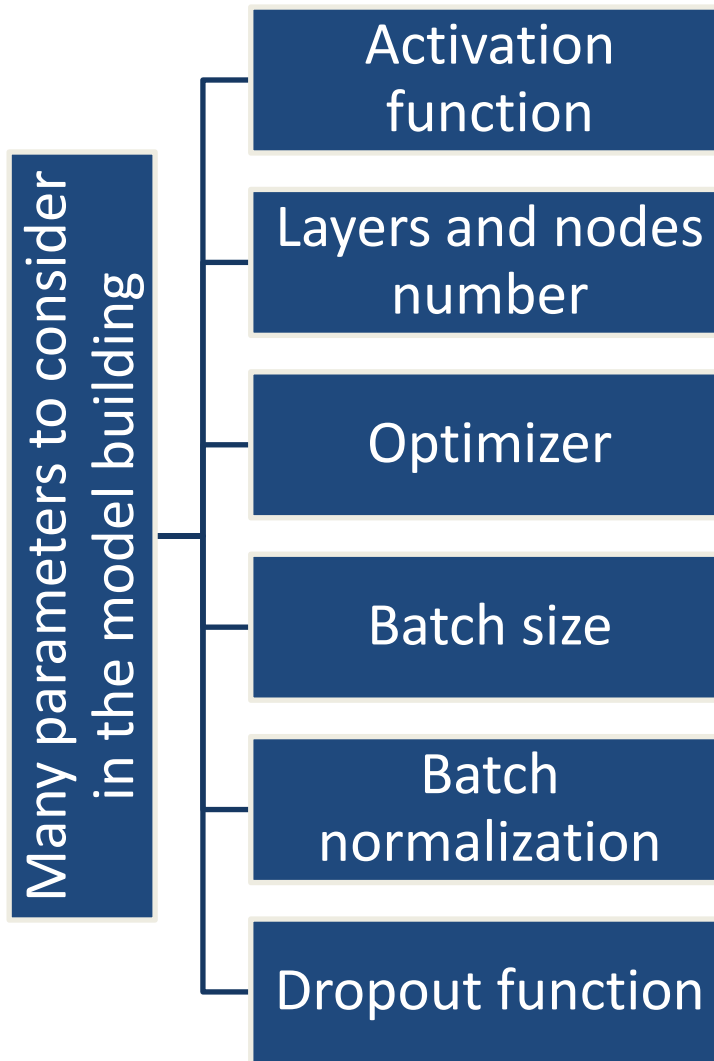 Many parameters to consider
in the model building
Activation
function
Layers and nodes
number
Optimizer
Batch size
Batch
normalization
Dropout function